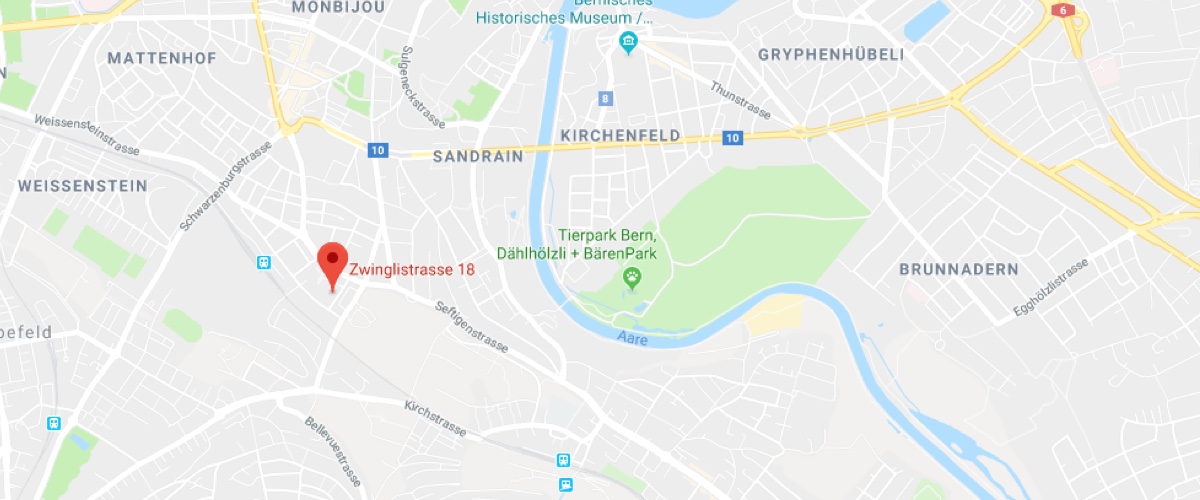 MONBIJOU
Bernisches
Historisches Museum /...
6
MATTENHOF
GRYPHENHÜBELI
Sulgeneckstrasse
Thunstrasse
8
Weissensteinstrasse
KIRCHENFELD
10
10
SANDRAIN
Schwarzenburgstrasse
WEISSENSTEIN
Tierpark Bern,
Dählhölzli + BärenPark
Zwinglistrasse 18
BRUNNADERN
Egghölzlistrasse
Seftigenstrasse
Aare
oefeld
Kirchstrasse
Bellevuestrasse